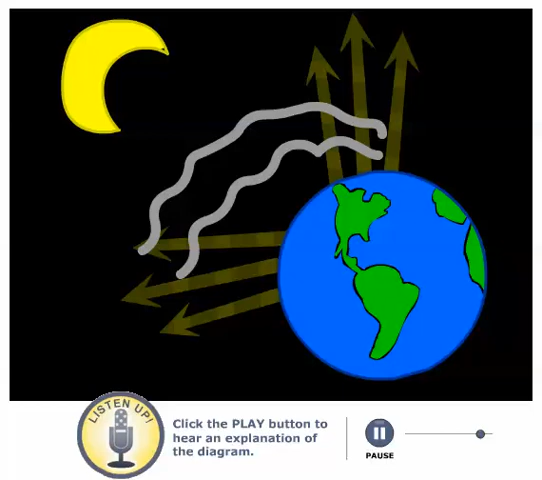 LISTEN UP!
Click the PLAY button to
hear an explanation of
the diagram.
PAUSE